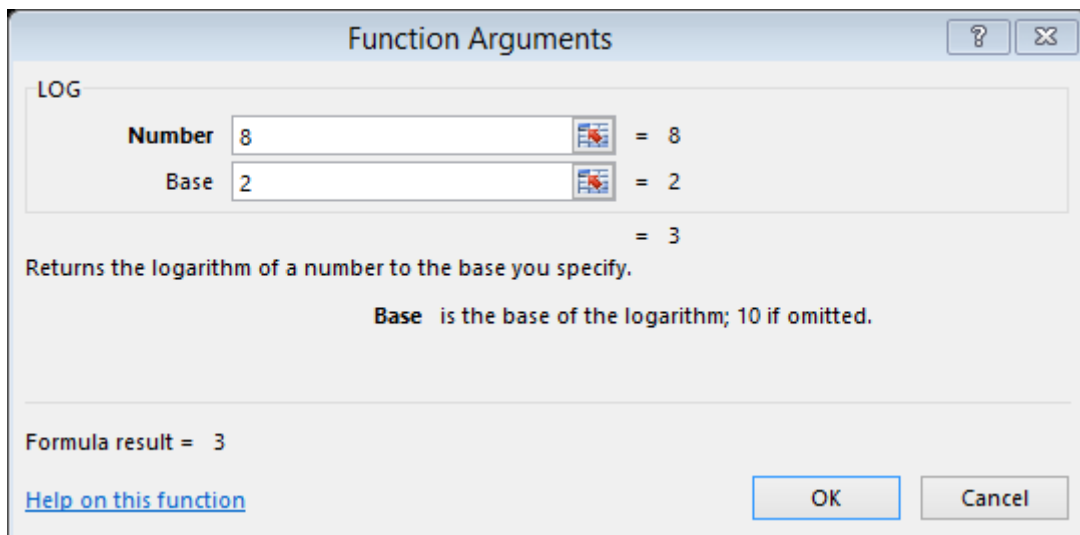 Function Arguments
LOG
Number 8 = 8
Base 2 = 2
= 3
Returns the logarithm of a number to the base you specify.
Base is the base of the logarithm; 10 if omitted.
Formula result = 3
Help on this function OK Cancel